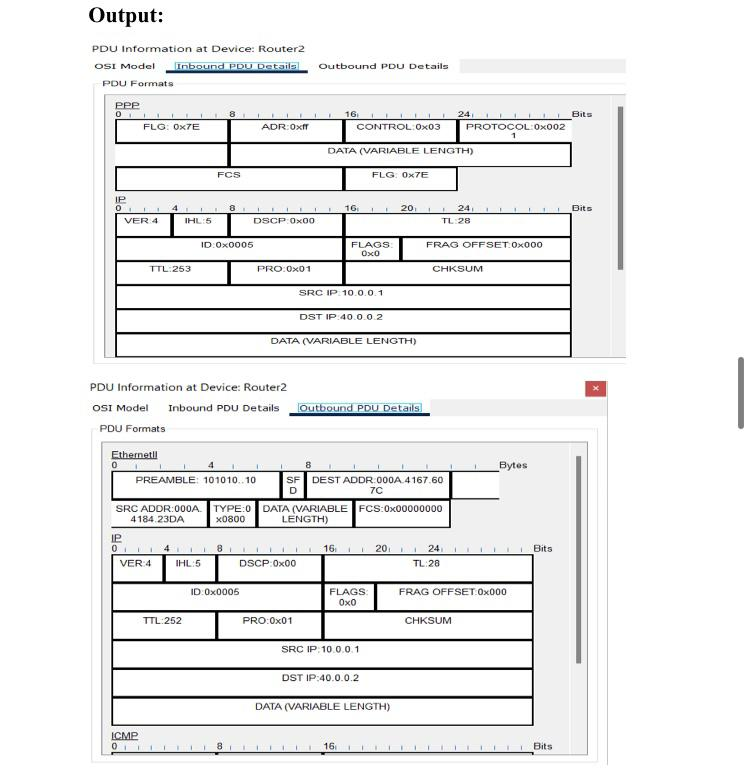 Output:
PDU Information at Device: Router2
OSI Model Inbound PDU Details Outbound PDU Details
PDU Formats
PPP
0 8 16 24 Bits
FLG: 0x7E ADR:0xff CONTROL:0x03 PROTOCOL:0x002
1
DATA (VARIABLE LENGTH)
FCS FLG: 0x7E
IP
0 4 8 16 20 24 Bits
VER:4 IHL:5 DSCP:0x00 TL:28
ID:0x0005 FLAGS: FRAG OFFSET:0x000
0x0
TTL:253 PRO:0x01 CHKSUM
SRC IP:10.0.0.1
DST IP:40.0.0.2
DATA (VARIABLE LENGTH)
PDU Information at Device: Router2
OSI Model Inbound PDU Details Outbound PDU Details
PDU Formats
EthernetII
0 4 8 Bytes
PREAMBLE: 101010..10 SF DEST ADDR:000A.4167.60
D 7C
SRC ADDR:000A. TYPE:0 DATA (VARIABLE FCS:0x00000000
4184.23DA x0800 LENGTH)
IP
0 4 8 16 20 24 Bits
VER:4 IHL:5 DSCP:0x00 TL:28
ID:0x0005 FLAGS: FRAG OFFSET:0x000
0x0
TTL:252 PRO:0x01 CHKSUM
SRC IP:10.0.0.1
DST IP:40.0.0.2
DATA (VARIABLE LENGTH)
ICMP
0 8 16 Bits